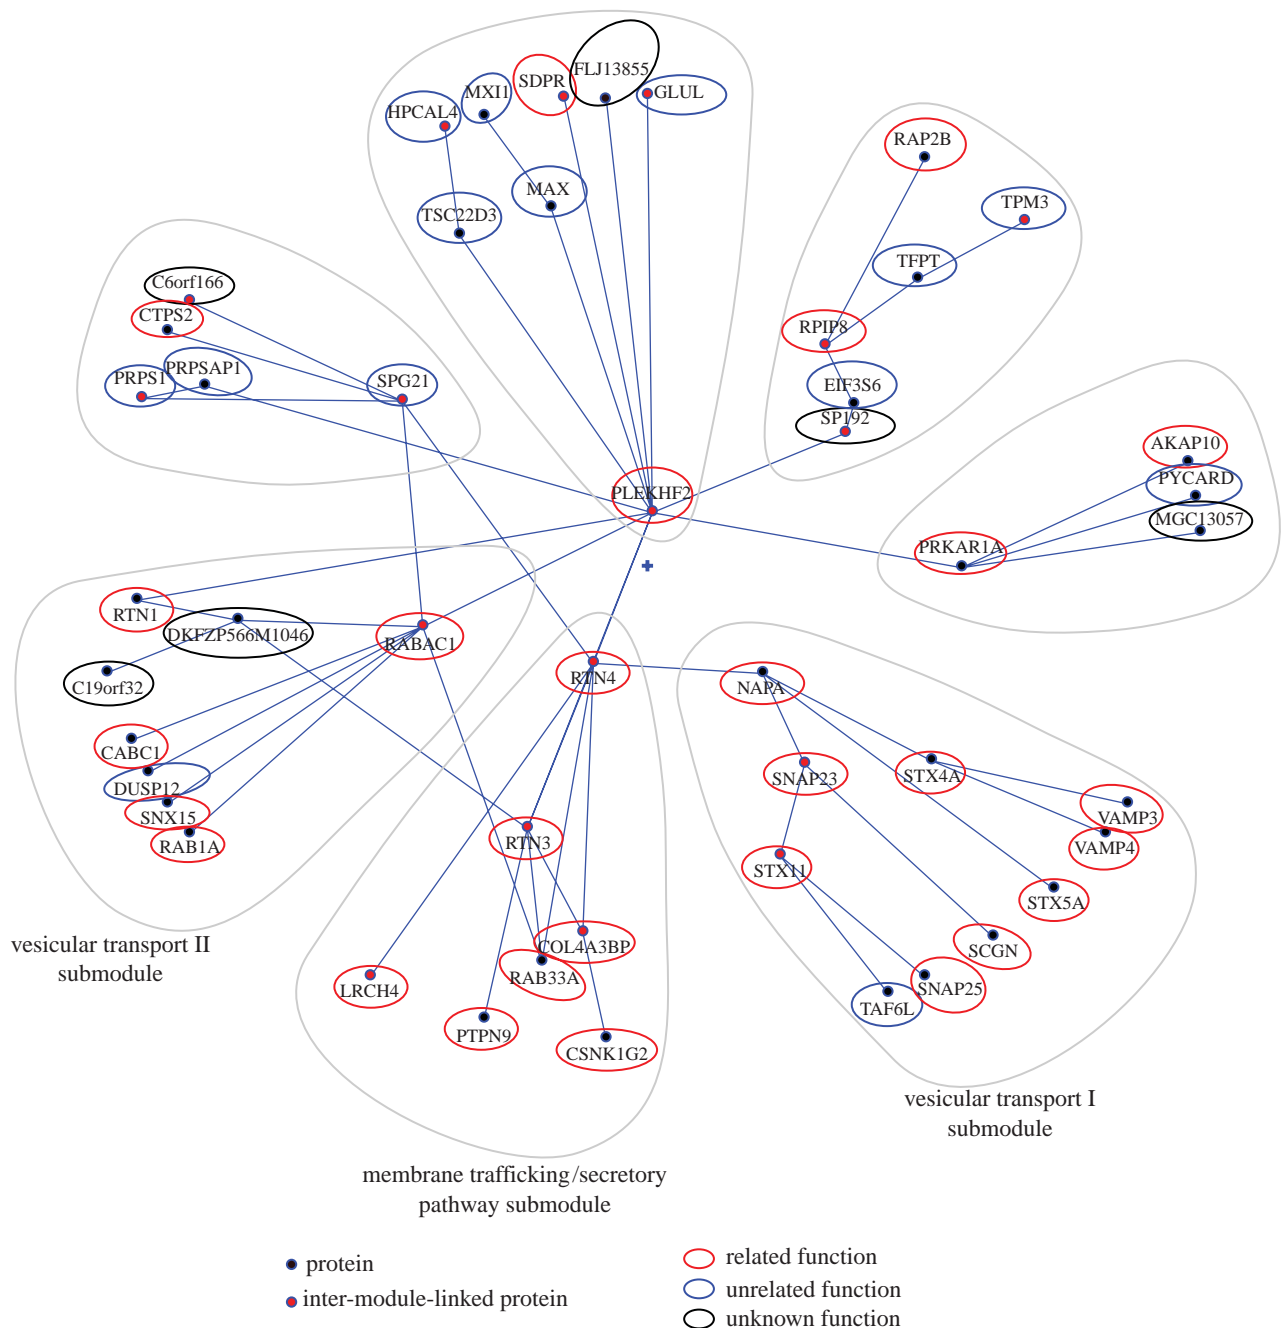 FLJ13855
SDPR
MXI1
GLUL
HPCAL4
RAP2B
MAX
TSC22D3
TPM3
TFPT
C6orf166
CTPS2
RPIP8
PRPSAP1
PRPS1
SPG21
EIF3S6
SP192
AKAP10
PYCARD
PLEKHF2
MGC13057
PRKAR1A
RTN1
DKFZP566M1046
RABAC1
C19orf32
RTN4
NAPA
CABC1
SNAP23
STX4A
DUSP12
SNX15
VAMP3
RAB1A
RTN3
VAMP4
STX11
STX5A
vesicular transport II
submodule
COL4A3BP
SCGN
RAB33A
LRCH4
SNAP25
TAF6L
PTPN9
CSNK1G2
vesicular transport I
submodule
membrane trafficking/secretory
pathway submodule
protein
inter-module-linked protein
related function
unrelated function
unknown function